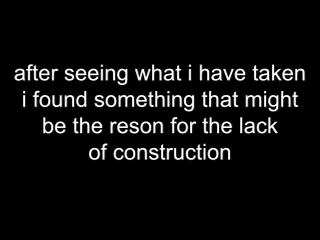 after seeing what i have taken
i found something that might
be the reson for the lack
of construction